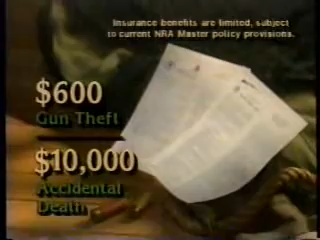 Insurance benefits are limited, subject
to current NRA Master policy provisions.
$600
Gun Theft
$10,000
Accidental
Death